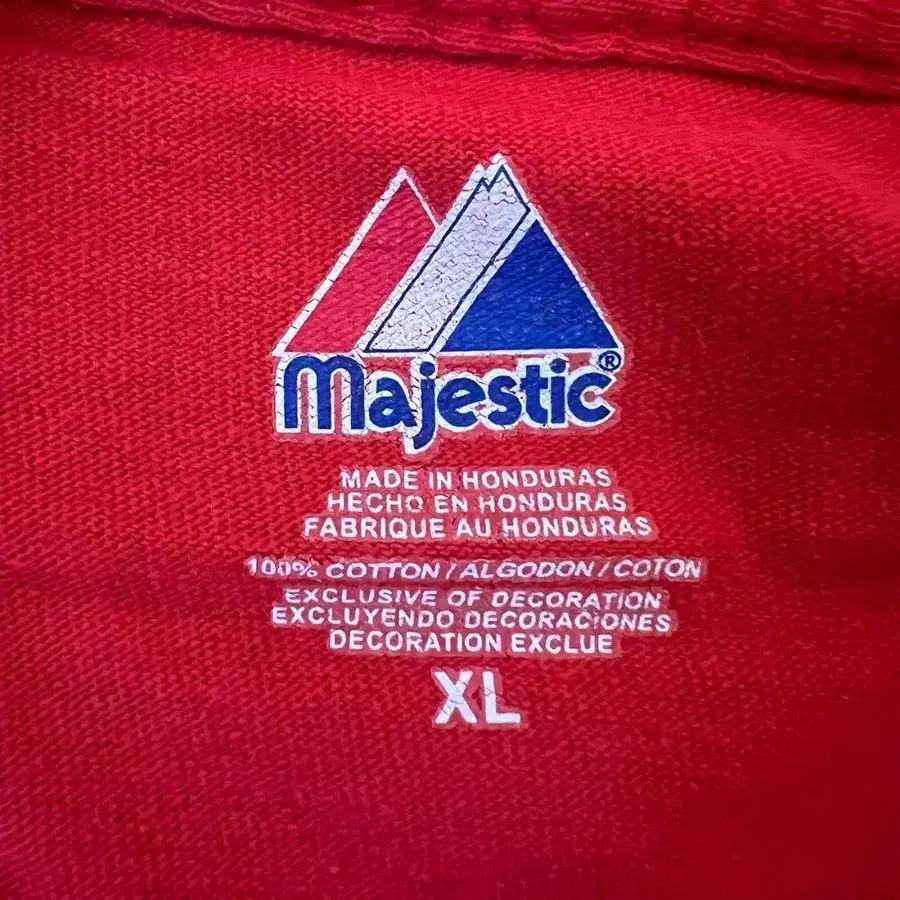 Majestic®
MADE IN HONDURAS
HECHO EN HONDURAS
FABRIQUE AU HONDURAS
100% COTTON / ALGODON / COTON
EXCLUSIVE OF DECORATION
EXCLUYENDO DECORACIONES
DECORATION EXCLUE
XL